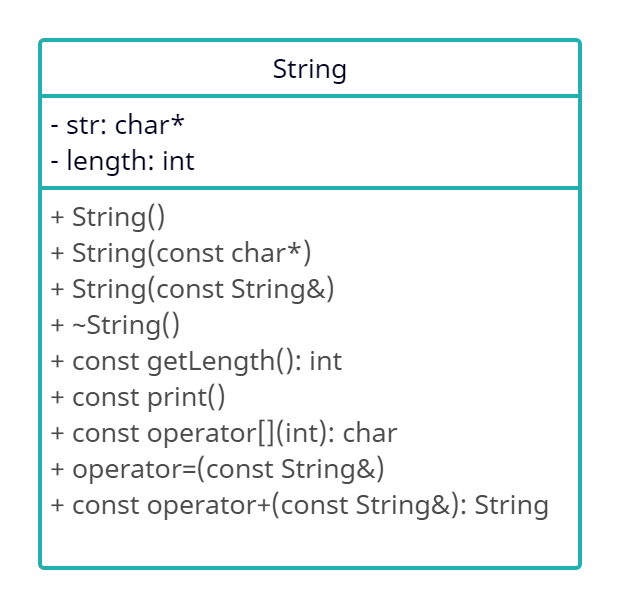 String
- str: char*
- length: int
+ String()
+ String(const char*)
+ String(const String&)
+ ~String()
+ const getLength(): int
+ const print()
+ const operator[](int): char
+ operator=(const String&)
+ const operator+(const String&): String